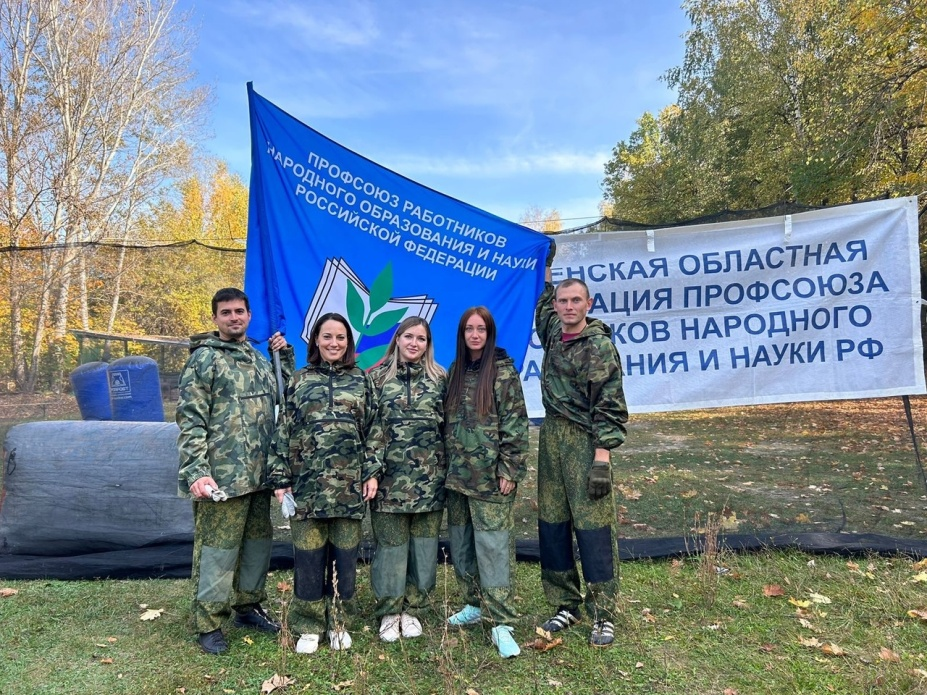 ПРОФСОЮЗ РАБОТНИКОВ
НАРОДНОГО ОБРАЗОВАНИЯ И НАУКИ
РОССИЙСКОЙ ФЕДЕРАЦИИ
ЕНСКАЯ ОБЛАСТНАЯ
АЦИЯ ПРОФСОЮЗА
КОВ НАРОДНОГО
АНИЯ И НАУКИ РФ